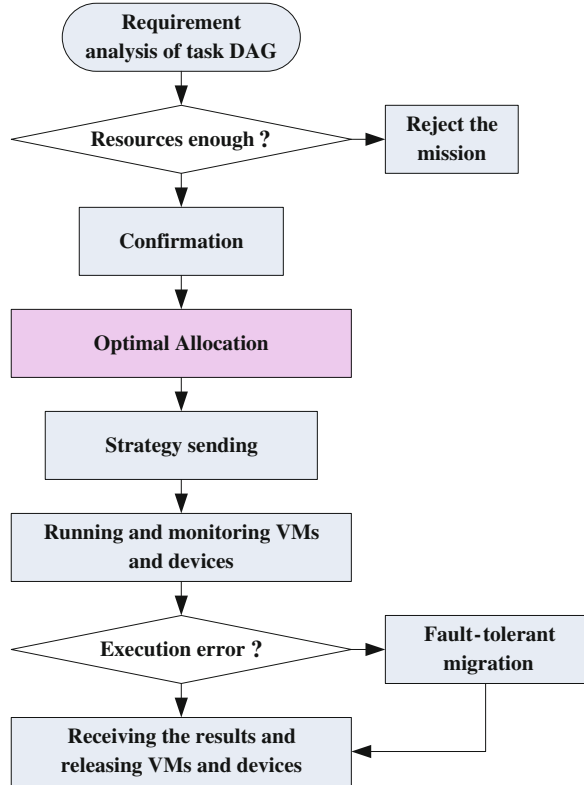 Requirement
analysis of task DAG
Resources enough ?
Reject the
mission
Confirmation
Optimal Allocation
Strategy sending
Running and monitoring VMs
and devices
Execution error ?
Fault-tolerant
migration
Receiving the results and
releasing VMs and devices